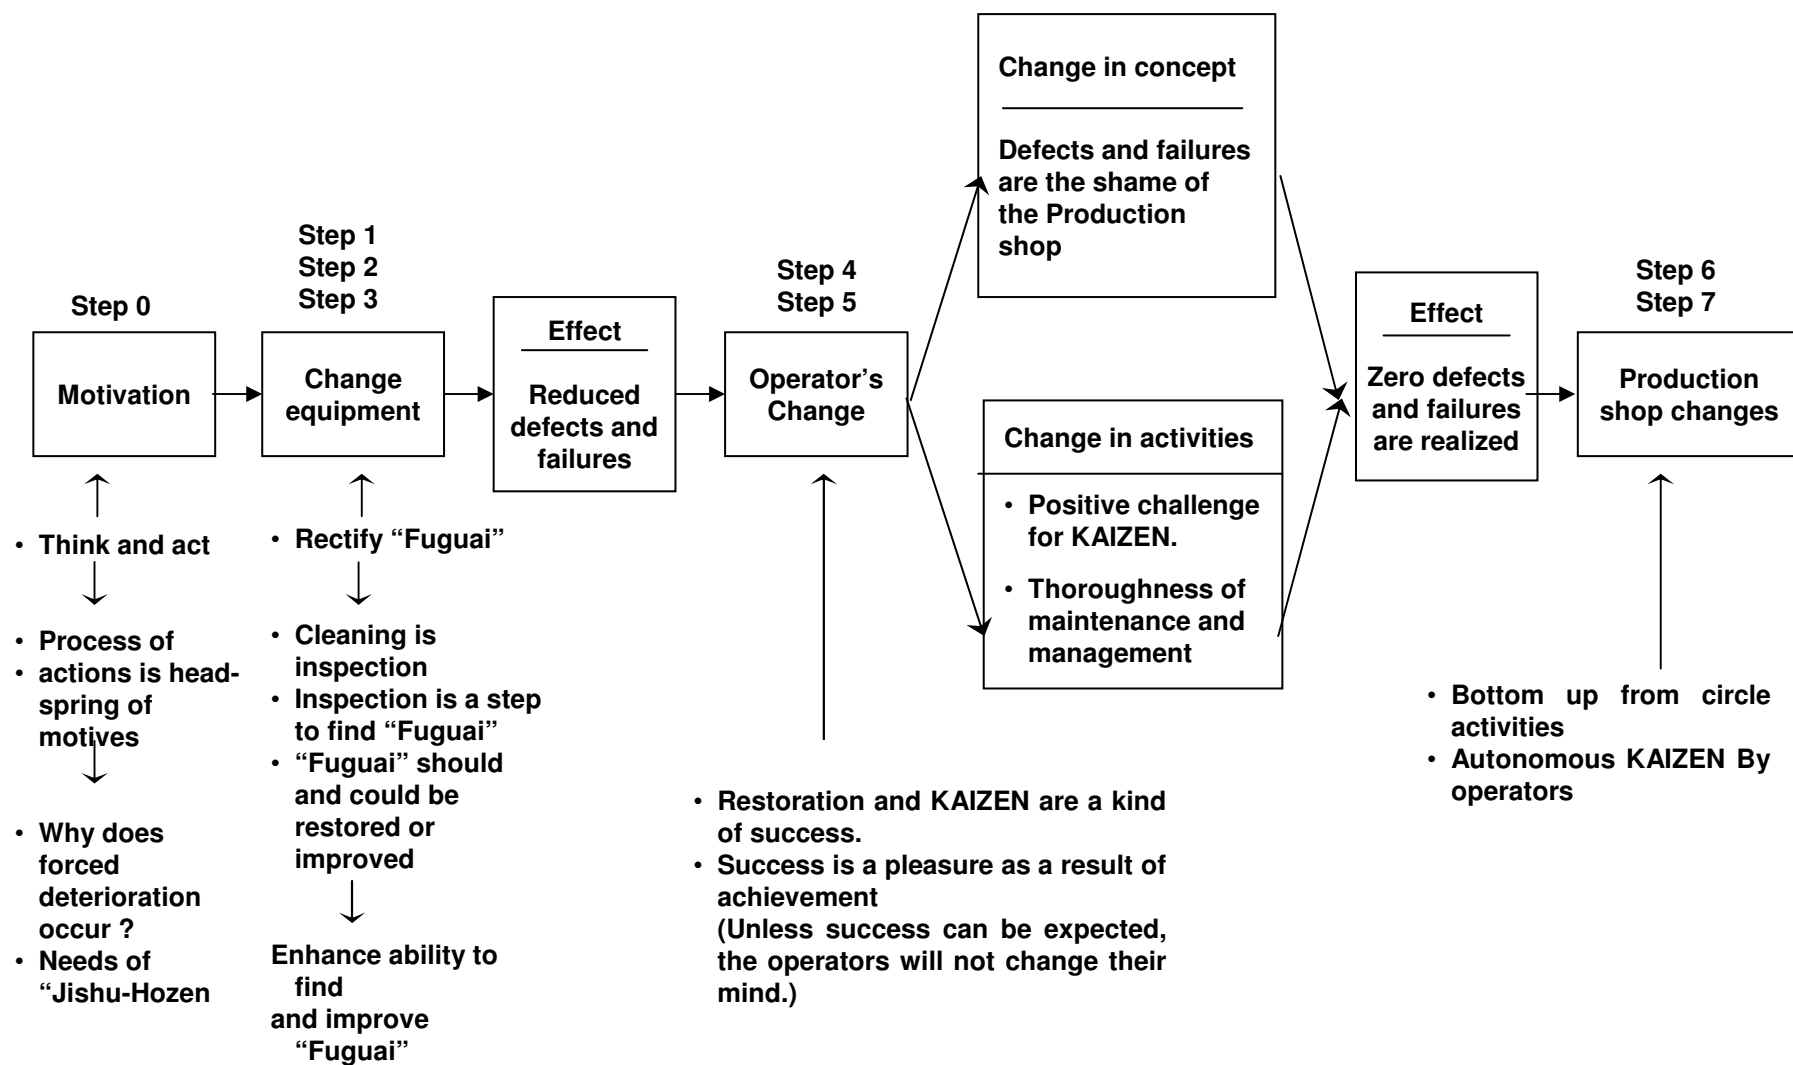 Step 0
Motivation
• Think and act
• Process of
• actions is head-
spring of
motives
• Why does
forced
deterioration
occur ?
• Needs of
“Jishu-Hozen
Step 1
Step 2
Step 3
Change
equipment
• Rectify “Fuguai”
• Cleaning is
inspection
• Inspection is a step
to find “Fuguai”
• “Fuguai” should
and could be
restored or
improved
Enhance ability to
find
and improve
“Fuguai”
Effect
Reduced
defects and
failures
Step 4
Step 5
Operator’s
Change
• Restoration and KAIZEN are a kind
of success.
• Success is a pleasure as a result of
achievement
(Unless success can be expected,
the operators will not change their
mind.)
Change in concept
Defects and failures
are the shame of
the Production
shop
Change in activities
• Positive challenge
for KAIZEN.
• Thoroughness of
maintenance and
management
Effect
Zero defects
and failures
are realized
Step 6
Step 7
Production
shop changes
• Bottom up from circle
activities
• Autonomous KAIZEN By
operators